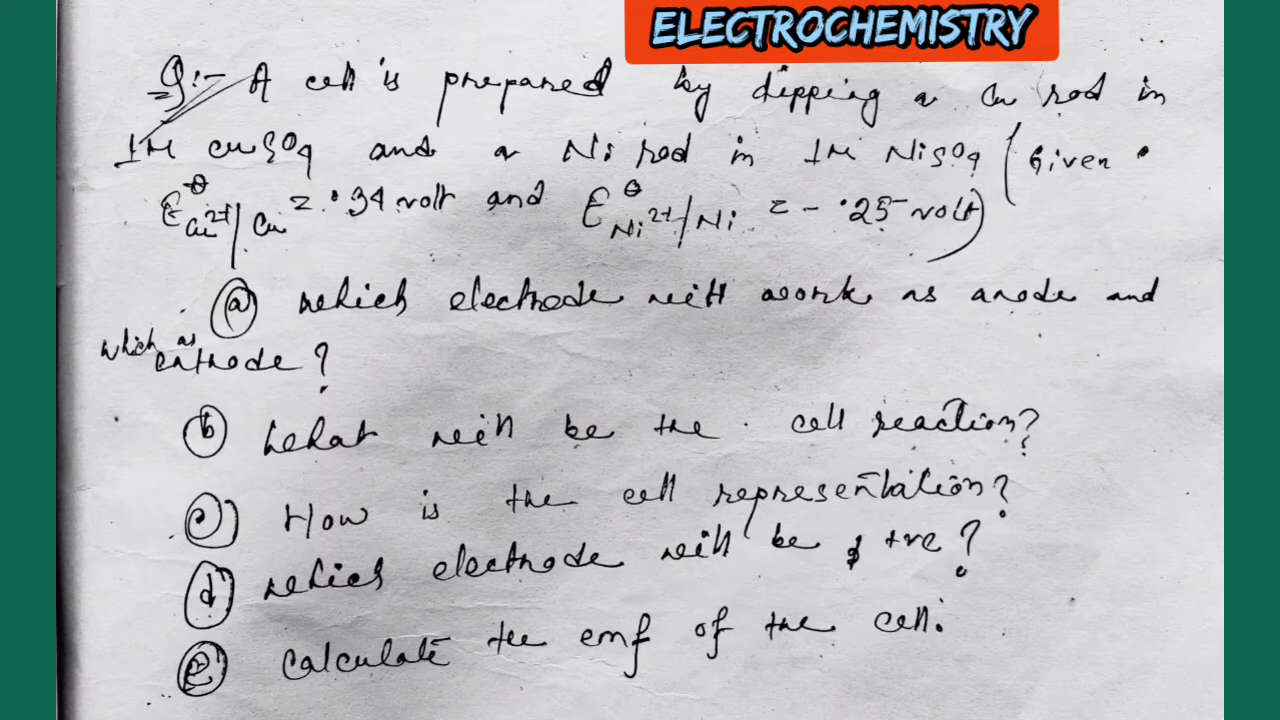 ELECTROCHEMISTRY
Q:- A cell is prepared by dipping a Cu rod in
1M CuSO4 and a Ni rod in 1M NiSO4 (Given
E⊖Cu2+/Cu = .34 volt and E⊖Ni2+/Ni = - .25 volt)
(a) which electrode will work as anode and
which as
cathode?
(b) What will be the cell reaction?
(c) How is the cell representation?
(d) which electrode will be +ve?
(e) Calculate the emf of the cell.